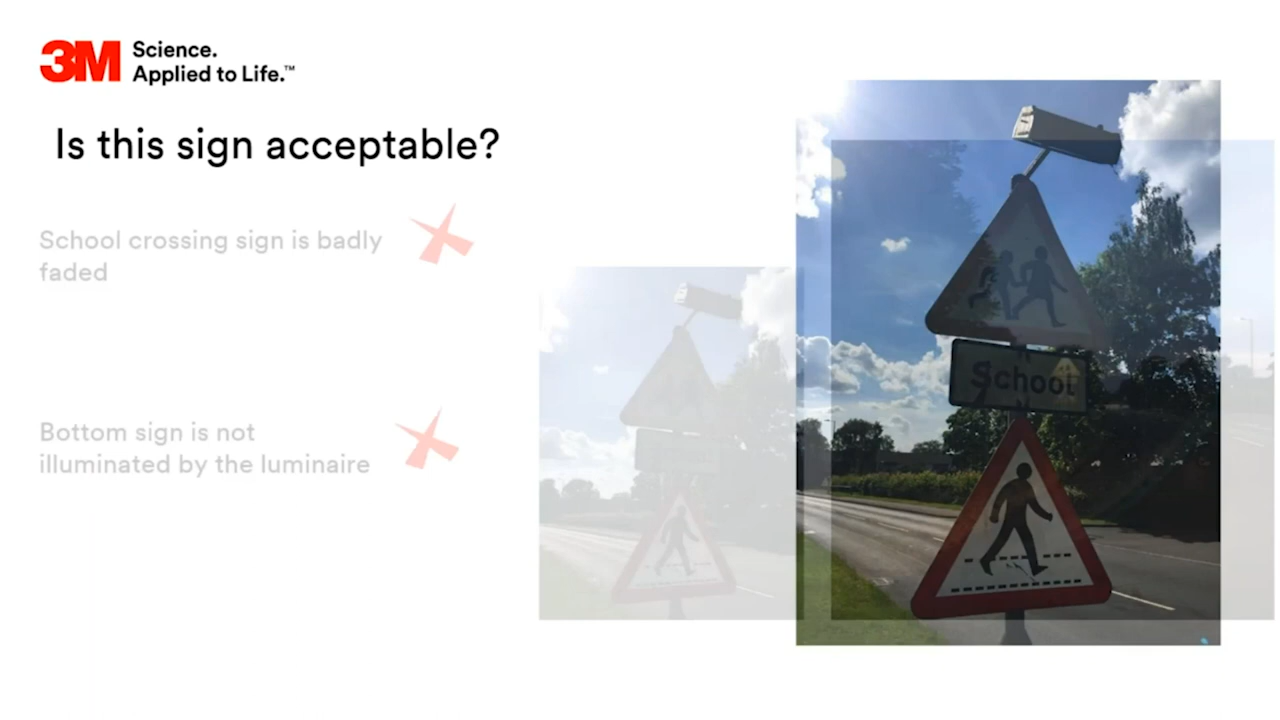 3M Science.
Applied to Life.™
Is this sign acceptable?
School crossing sign is badly
faded
Bottom sign is not
illuminated by the luminaire
School